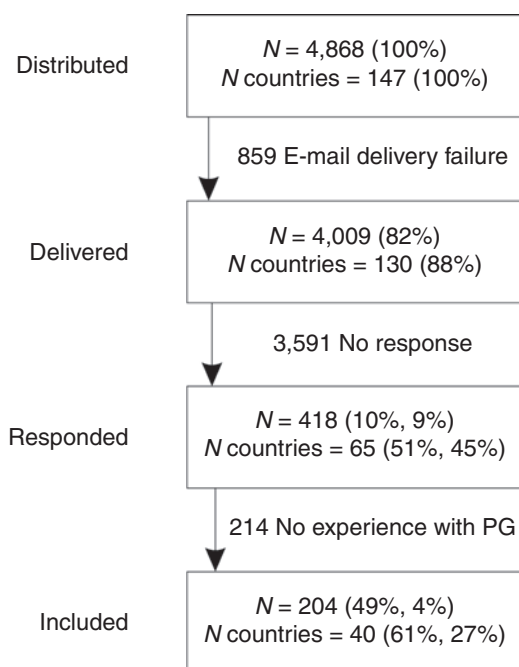 Distributed
N = 4,868 (100%)
N countries = 147 (100%)
859 E-mail delivery failure
Delivered
N = 4,009 (82%)
N countries = 130 (88%)
3,591 No response
Responded
N = 418 (10%, 9%)
N countries = 65 (51%, 45%)
214 No experience with PG
Included
N = 204 (49%, 4%)
N countries = 40 (61%, 27%)